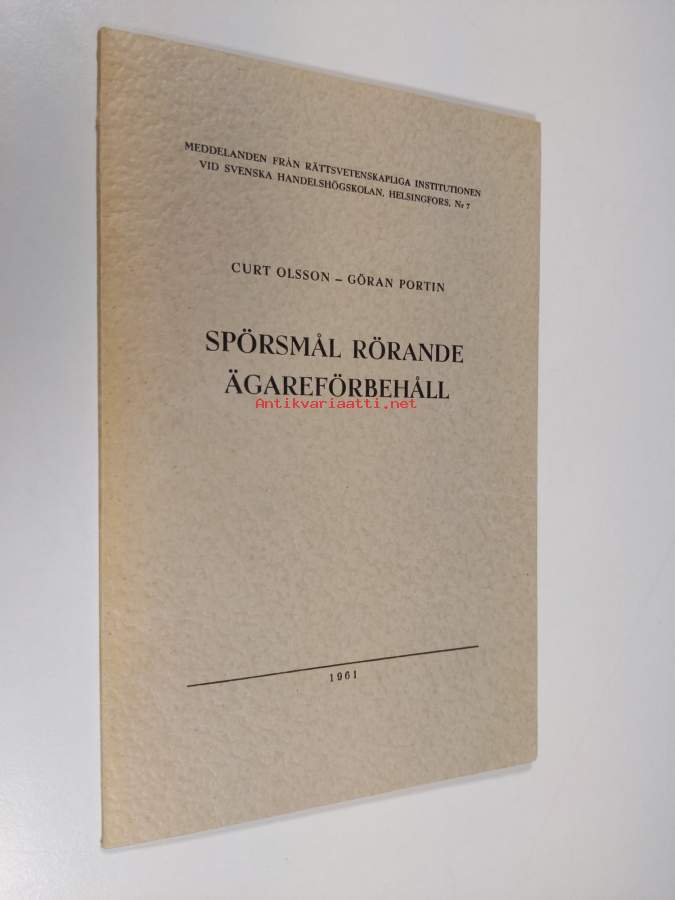 MEDDELANDEN FRÅN RÄTTSVETENSKAPLIGA INSTITUTIONEN
VID SVENSKA HANDELSHÖGSKOLAN, HELSINGFORS, Nr 7
CURT OLSSON – GÖRAN PORTIN
SPÖRSMÅL RÖRANDE
ÄGAREFÖRBEHÅLL
Antikvariaatti.net
1961